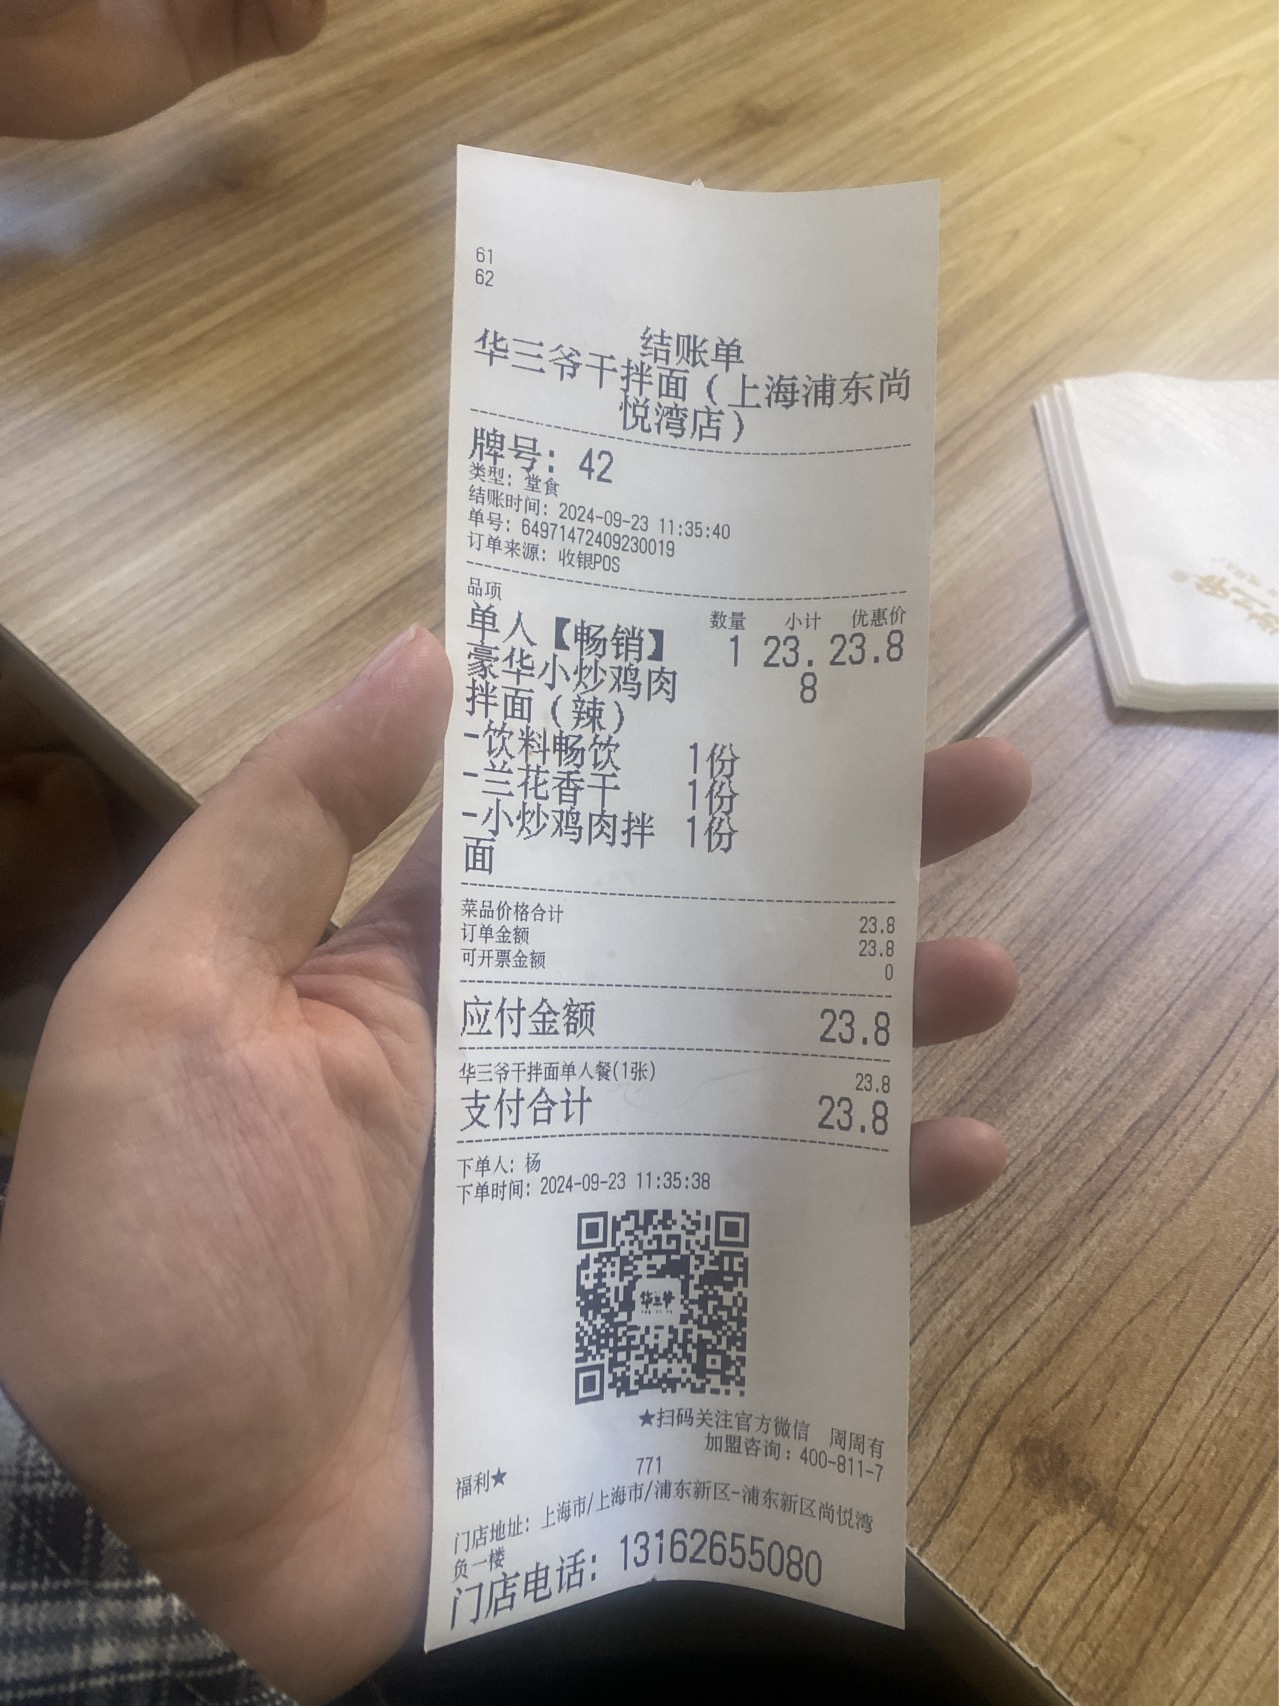 61
62
结账单
华三爷干拌面（上海浦东尚
悦湾店）
牌号：42
类型：堂食
结账时间：2024-09-23 11:35:40
单号：64971472409230019
订单来源：收银POS
品项 数量 小计 优惠价
单人【畅销】 1 23. 23.8
豪华小炒鸡肉 8
拌面（辣）
-饮料畅饮 1份
-兰花香干 1份
-小炒鸡肉拌 1份
面
菜品价格合计 23.8
订单金额 23.8
可开票金额 0
应付金额 23.8
华三爷干拌面单人餐(1张) 23.8
支付合计 23.8
下单人：杨
下单时间：2024-09-23 11:35:38
华三爷
★扫码关注官方微信 周周有
福利★ 加盟咨询：400-811-7
771
门店地址：上海市/上海市/浦东新区-浦东新区尚悦湾
负一楼
门店电话：13162655080